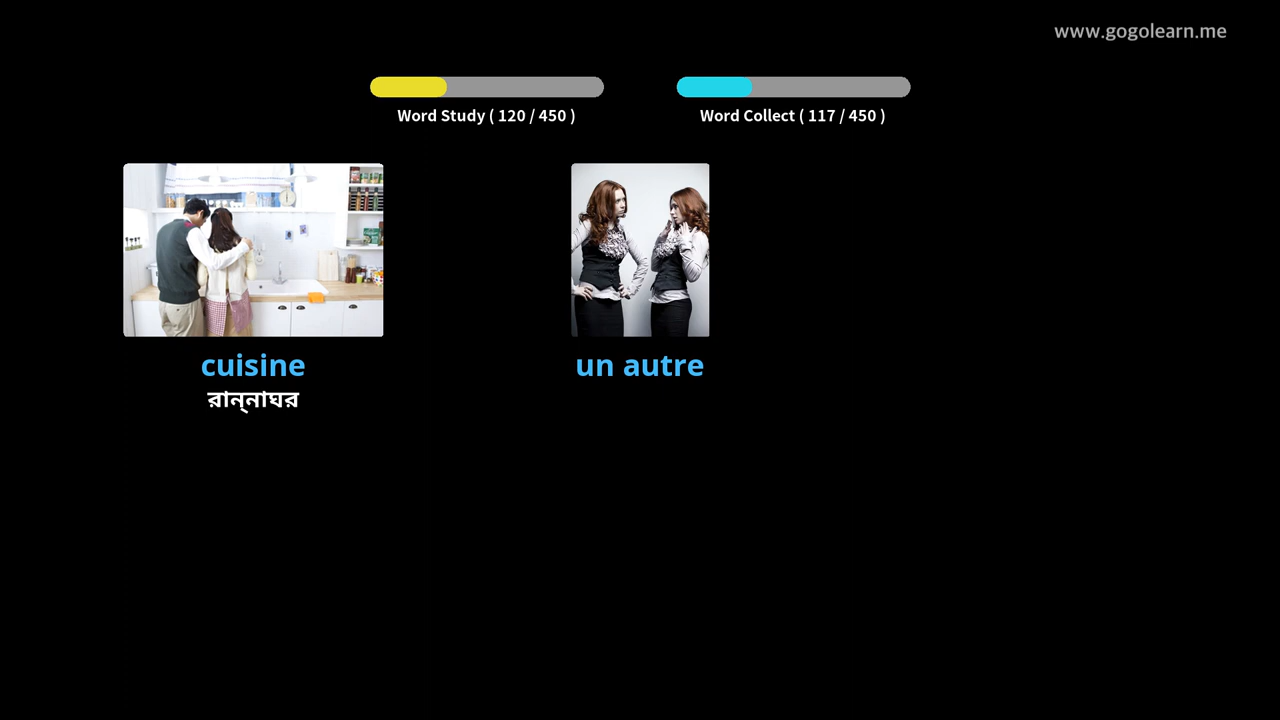 www.gogolearn.me
Word Study ( 120 / 450 )
Word Collect ( 117 / 450 )
cuisine
un autre
রান্নাঘর